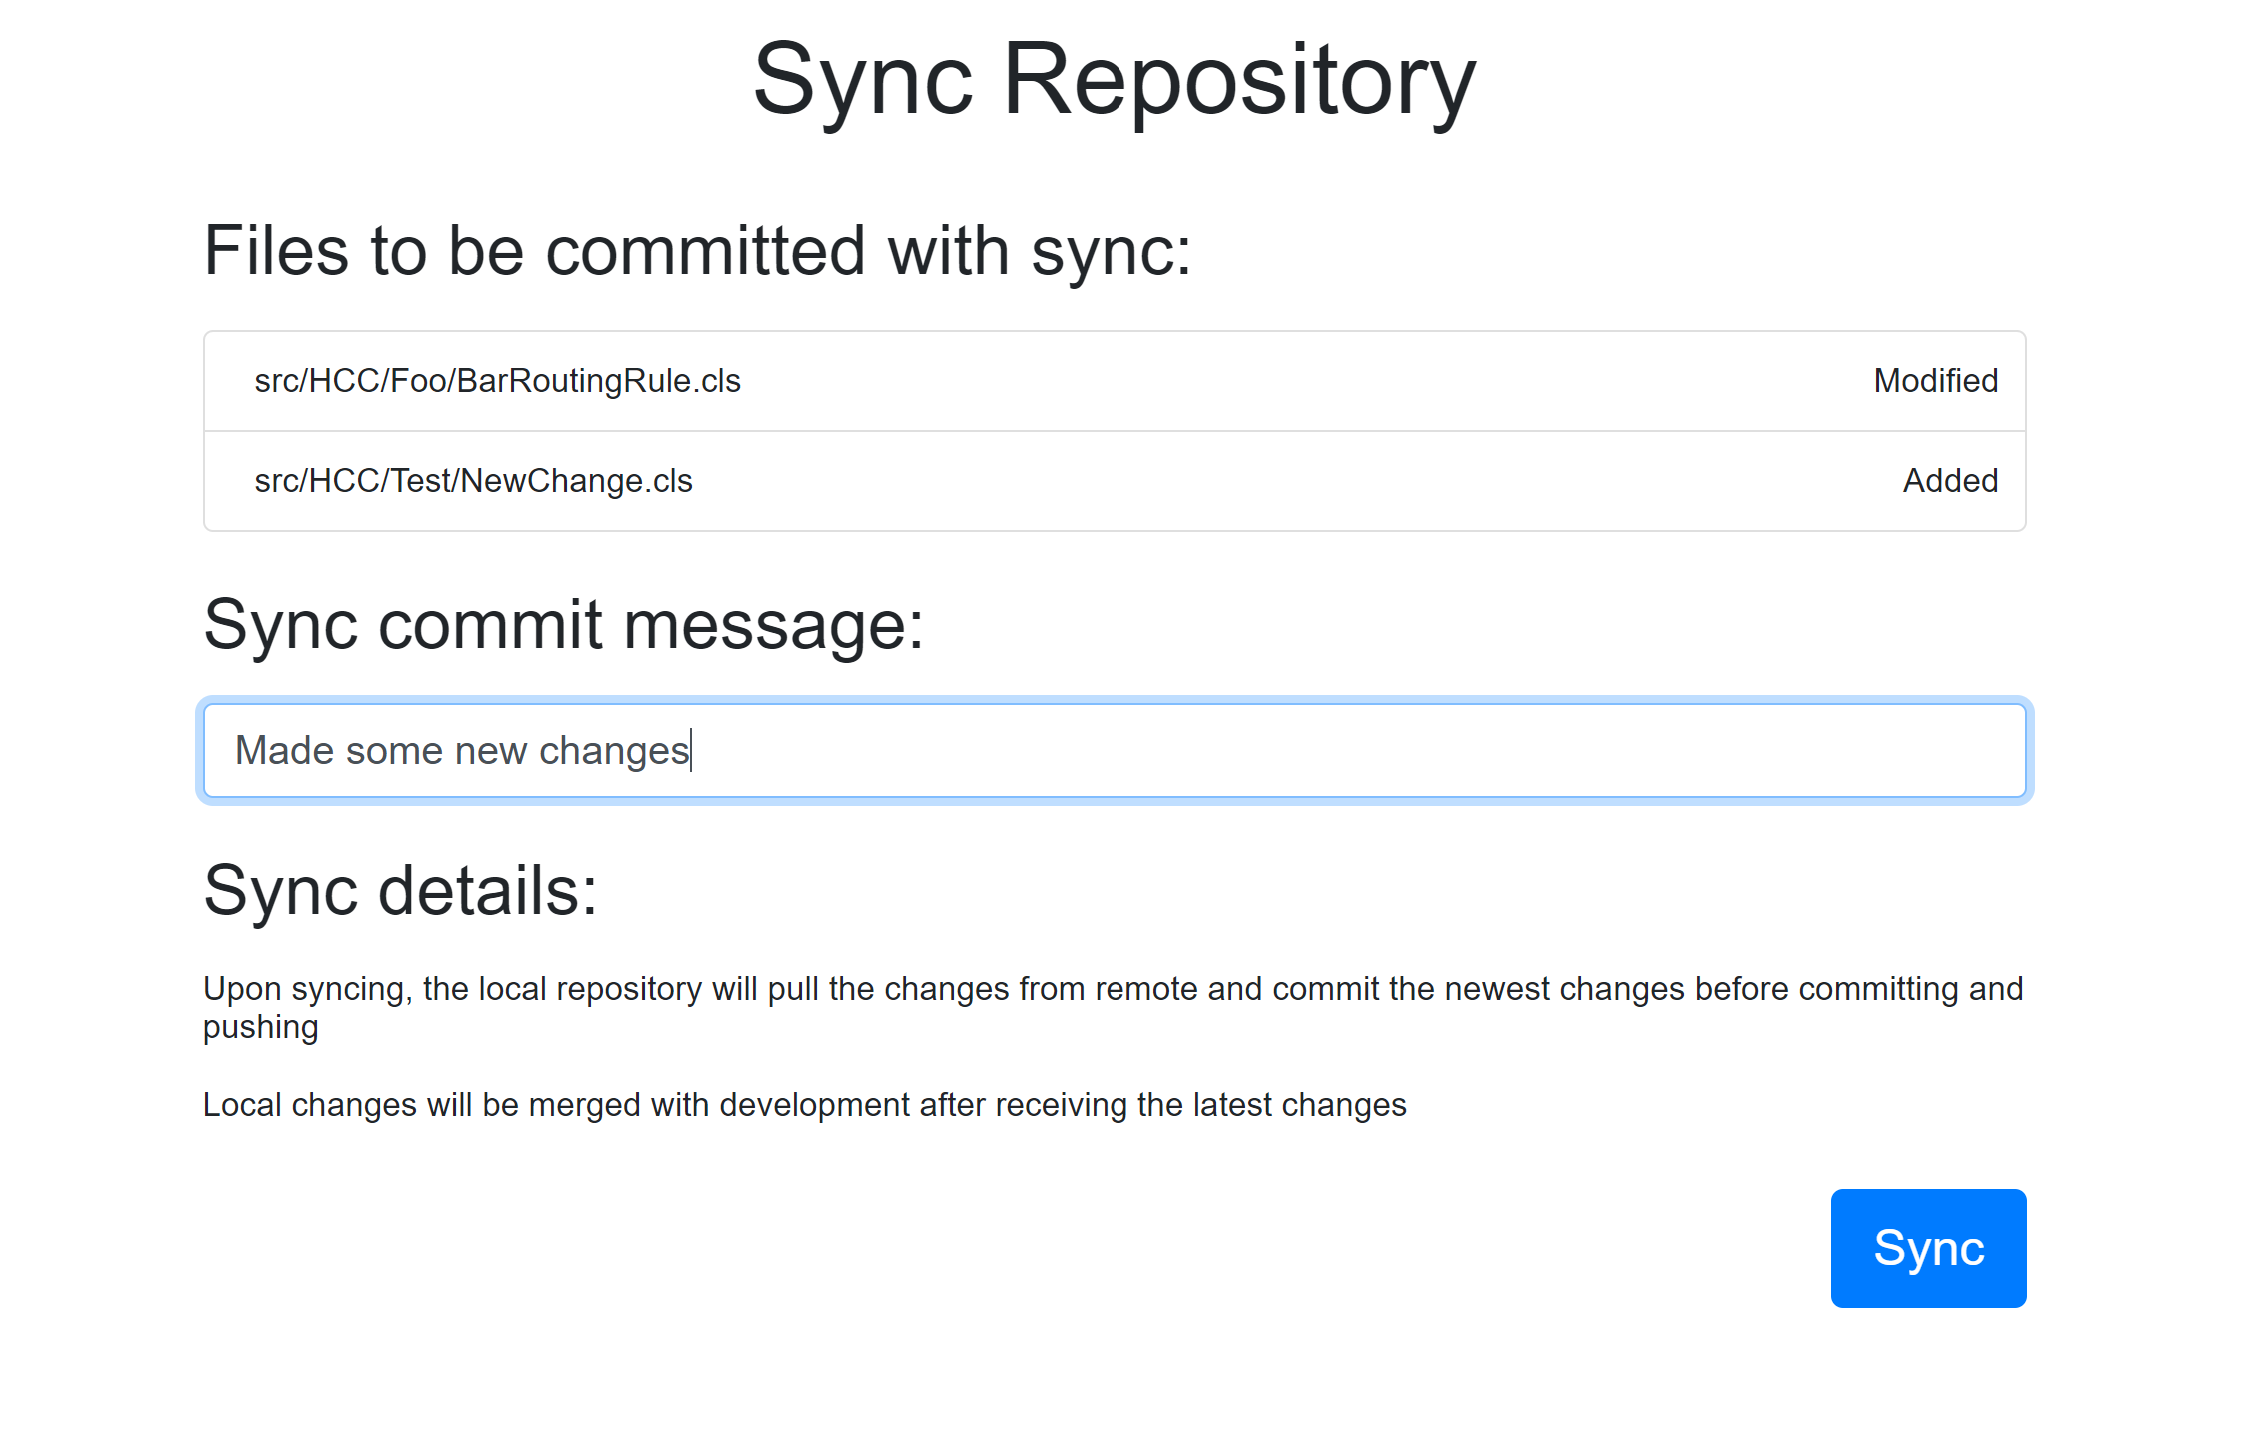 Sync Repository
Files to be committed with sync:
src/HCC/Foo/BarRoutingRule.cls Modified
src/HCC/Test/NewChange.cls Added
Sync commit message:
Made some new changes
Sync details:
Upon syncing, the local repository will pull the changes from remote and commit the newest changes before committing and
pushing
Local changes will be merged with development after receiving the latest changes
Sync